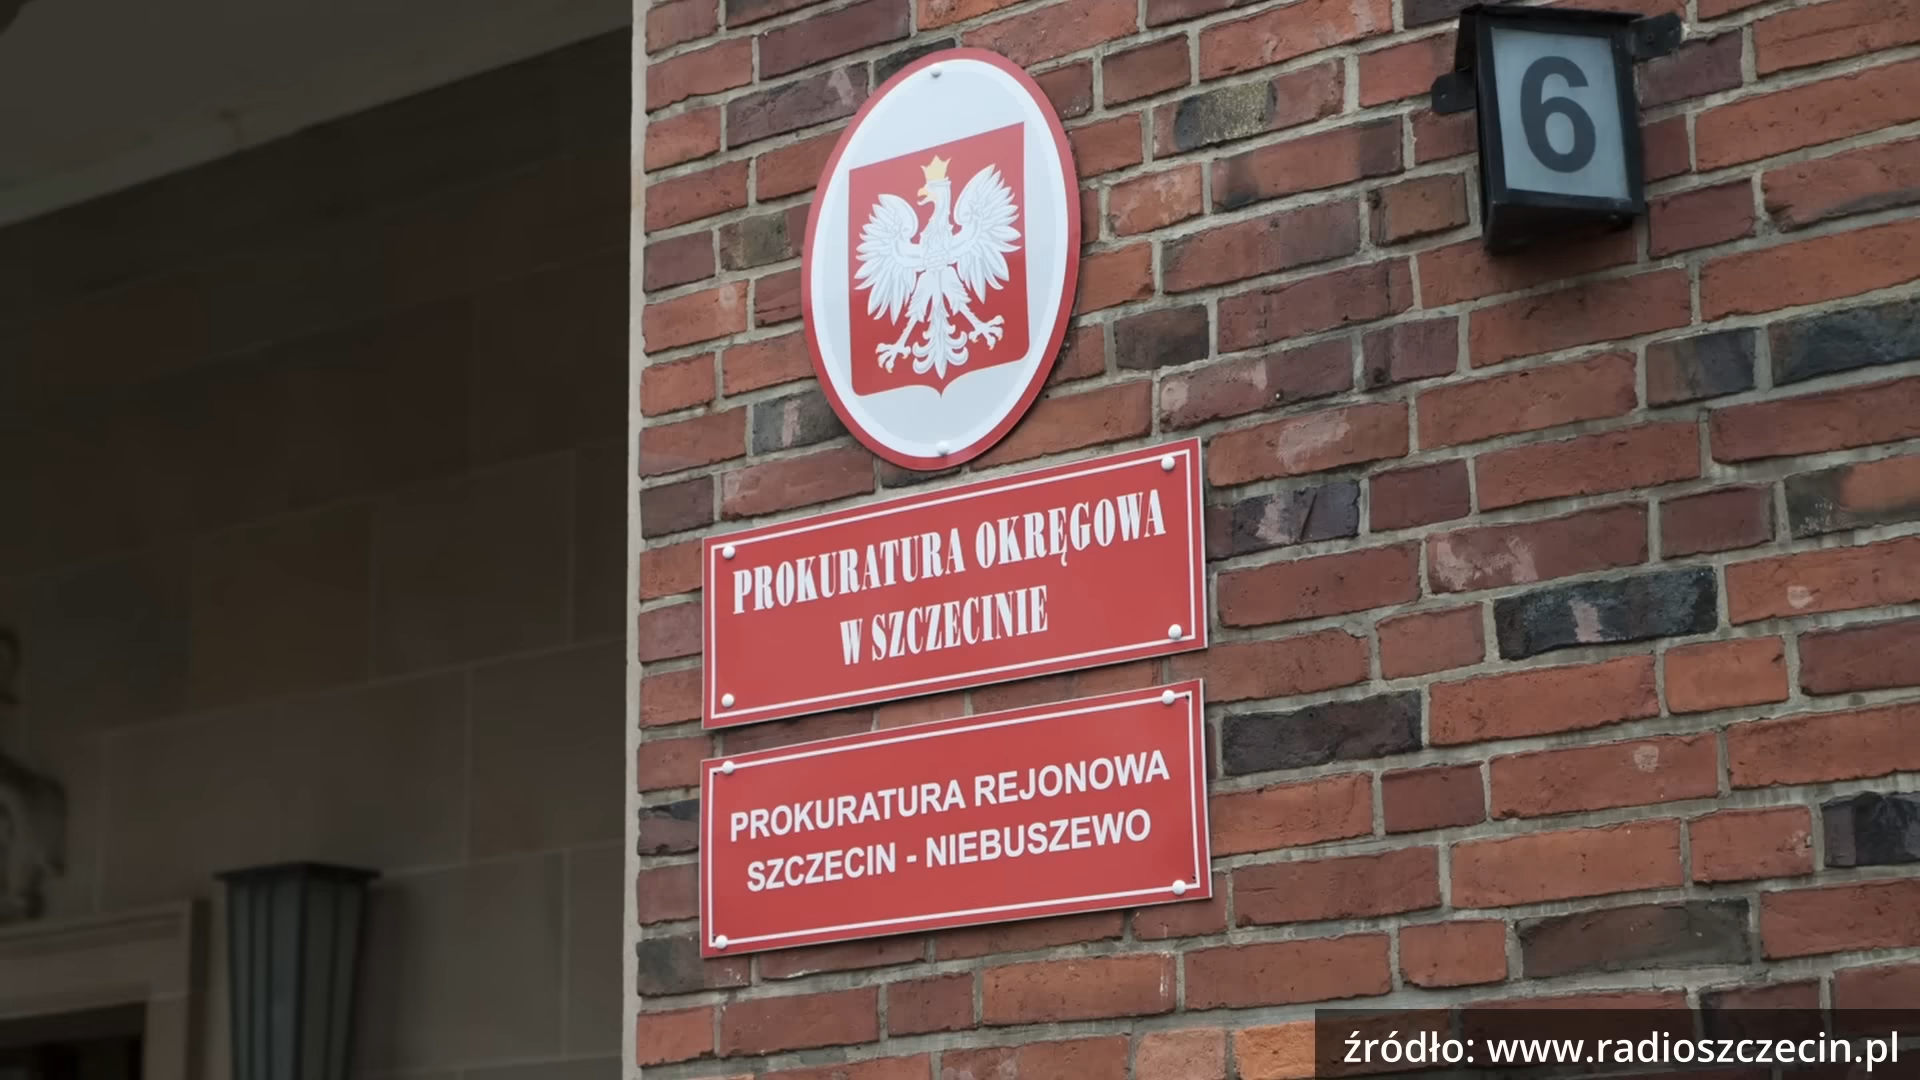 6
PROKURATURA OKRĘGOWA
W SZCZECINIE
PROKURATURA REJONOWA
SZCZECIN - NIEBUSZEWO
źródło: www.radioszczecin.pl